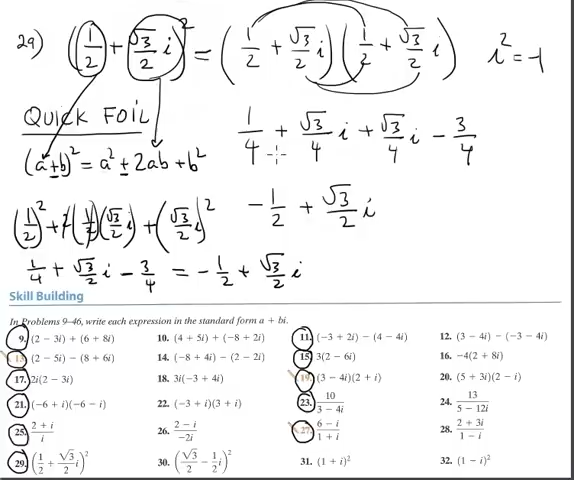 29) (1/2 + √3/2 i)² = (1/2 + √3/2 i)(1/2 + √3/2 i)   i² = -1
QUICK FOIL
1/4 + √3/4 i + √3/4 i - 3/4
(a±b)² = a² ± 2ab + b²
-1/2 + √3/2 i
(1/2)² + 2(1/2)(√3/2 i) + (√3/2 i)²
1/4 + √3/2 i - 3/4 = -1/2 + √3/2 i
Skill Building
In Problems 9–46, write each expression in the standard form a + bi.
9. (2 − 3i) + (6 + 8i)   10. (4 + 5i) + (−8 + 2i)   11. (−3 + 2i) − (4 − 4i)   12. (3 − 4i) − (−3 − 4i)
13. (2 − 5i) − (8 + 6i)   14. (−8 + 4i) − (2 − 2i)   15. 3(2 − 6i)   16. −4(2 + 8i)
17. 2i(2 − 3i)   18. 3i(−3 + 4i)   19. (3 − 4i)(2 + i)   20. (5 + 3i)(2 − i)
21. (−6 + i)(−6 − i)   22. (−3 + i)(3 + i)   23. 10/(3 − 4i)   24. 13/(5 − 12i)
25. (2 + i)/i   26. (2 − i)/(−2i)   27. (6 − i)/(1 + i)   28. (2 + 3i)/(1 − i)
29. (1/2 + √3/2 i)²   30. (√3/2 − 1/2 i)²   31. (1 + i)²   32. (1 − i)²